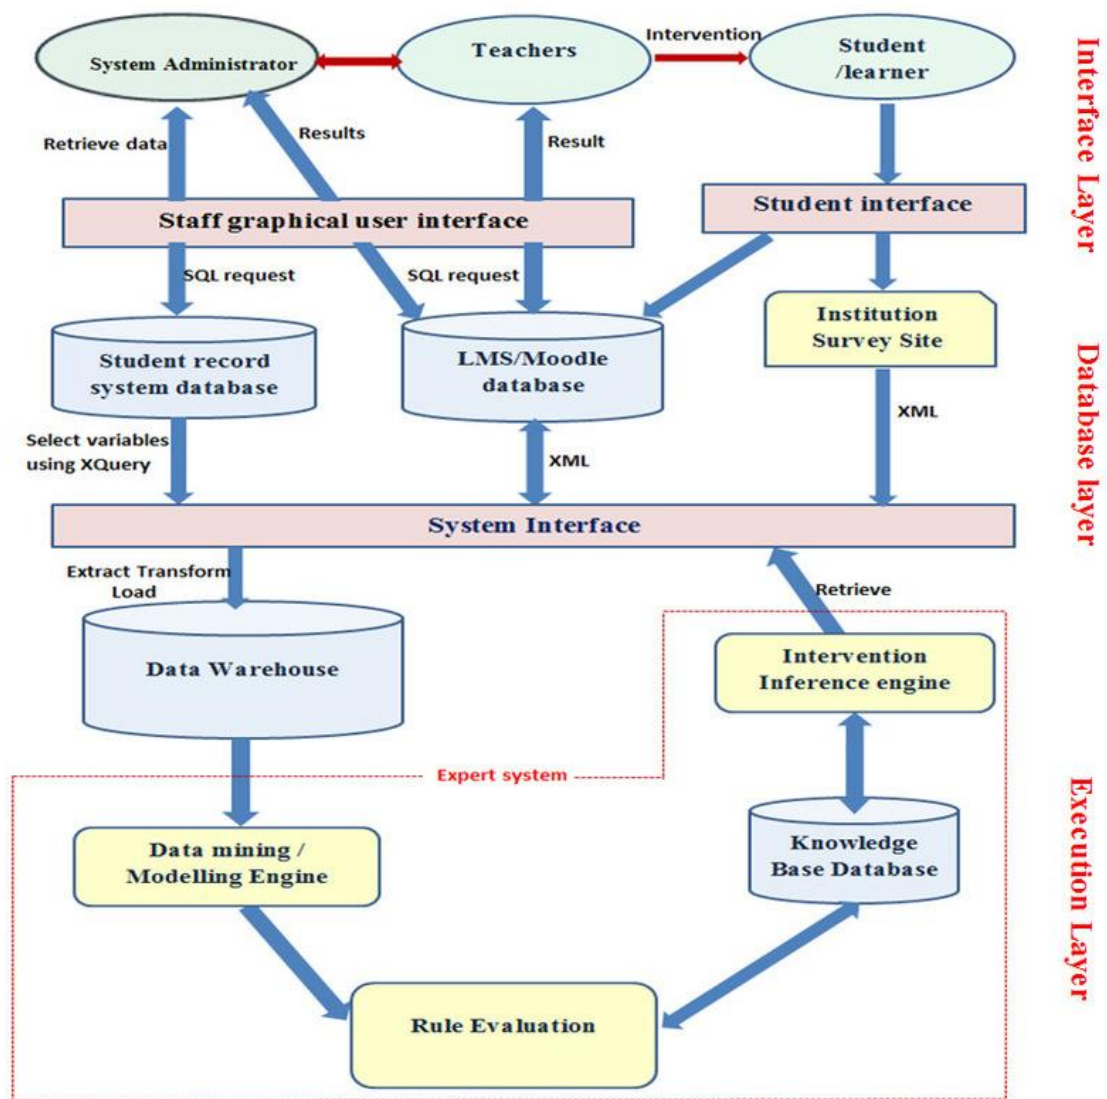 System Administrator
Teachers
Intervention
Student
/learner
Interface Layer
Retrieve data
Results
Result
Staff graphical user interface
Student interface
SQL request
SQL request
Institution
Survey Site
Student record
system database
LMS/Moodle
database
Database layer
Select variables
using XQuery
XML
XML
System Interface
Extract Transform
Load
Retrieve
Data Warehouse
Intervention
Inference engine
Expert system
Execution Layer
Data mining /
Modelling Engine
Knowledge
Base Database
Rule Evaluation